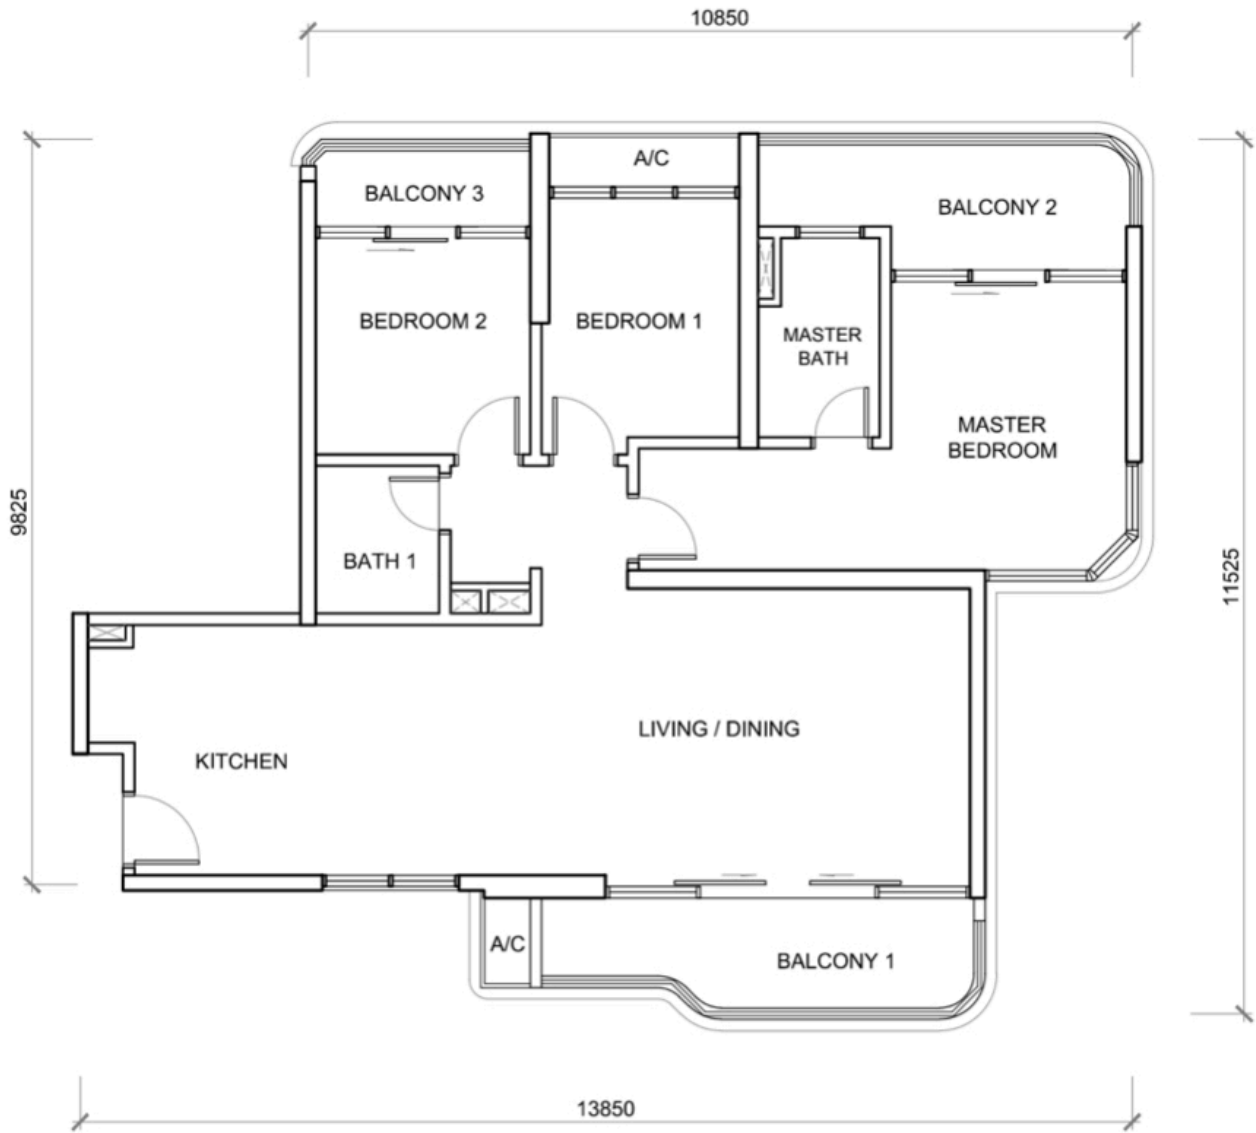 10850
A/C
BALCONY 3
BALCONY 2
BEDROOM 2
BEDROOM 1
MASTER
BATH
MASTER
BEDROOM
9825
BATH 1
11525
LIVING / DINING
KITCHEN
A/C
BALCONY 1
13850